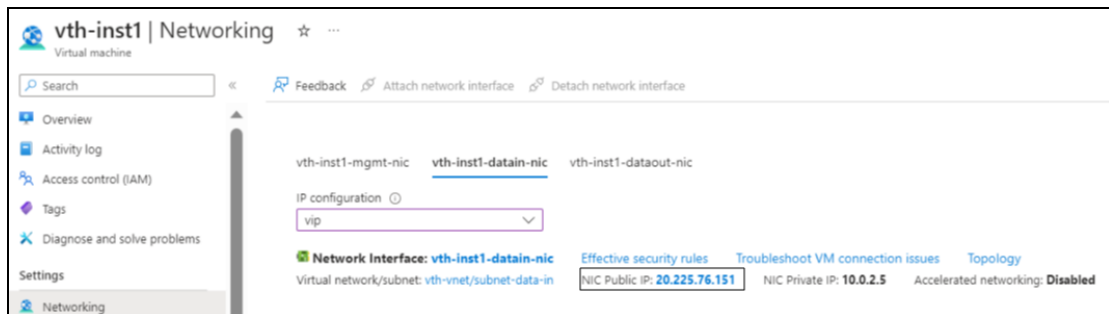 vth-inst1 | Networking ☆ ...
Virtual machine
Search «
Feedback Attach network interface Detach network interface
Overview
Activity log
Access control (IAM)
Tags
Diagnose and solve problems
Settings
Networking
vth-inst1-mgmt-nic vth-inst1-datain-nic vth-inst1-dataout-nic
IP configuration
vip
Network Interface: vth-inst1-datain-nic Effective security rules Troubleshoot VM connection issues Topology
Virtual network/subnet: vth-vnet/subnet-data-in NIC Public IP: 20.225.76.151 NIC Private IP: 10.0.2.5 Accelerated networking: Disabled